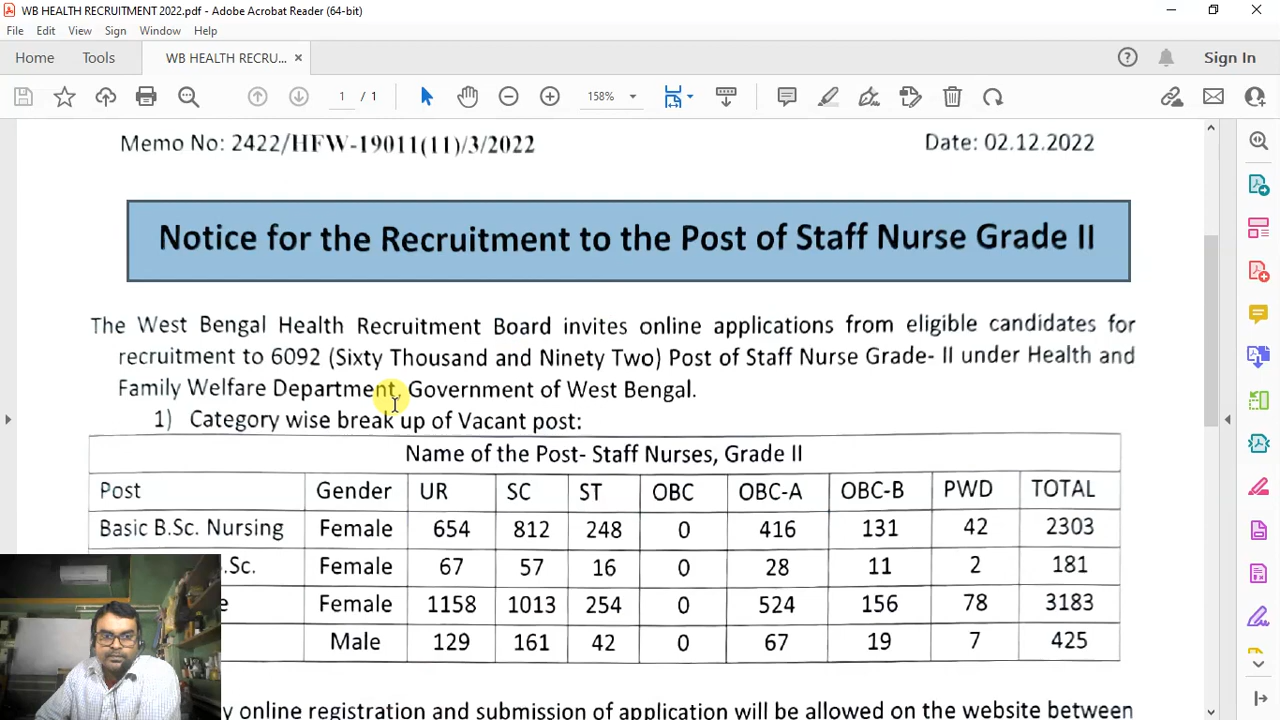 WB HEALTH RECRUITMENT 2022.pdf - Adobe Acrobat Reader (64-bit)
File Edit View Sign Window Help
Home Tools WB HEALTH RECRU... × Sign In
1 / 1 158%
Memo No: 2422/HFW-19011(11)/3/2022 Date: 02.12.2022
Notice for the Recruitment to the Post of Staff Nurse Grade II
The West Bengal Health Recruitment Board invites online applications from eligible candidates for
recruitment to 6092 (Sixty Thousand and Ninety Two) Post of Staff Nurse Grade- II under Health and
Family Welfare Department, Government of West Bengal.
1) Category wise break up of Vacant post:
Name of the Post- Staff Nurses, Grade II
Post Gender UR SC ST OBC OBC-A OBC-B PWD TOTAL
Basic B.Sc. Nursing Female 654 812 248 0 416 131 42 2303
.Sc. Female 67 57 16 0 28 11 2 181
e Female 1158 1013 254 0 524 156 78 3183
Male 129 161 42 0 67 19 7 425
y online registration and submission of application will be allowed on the website between